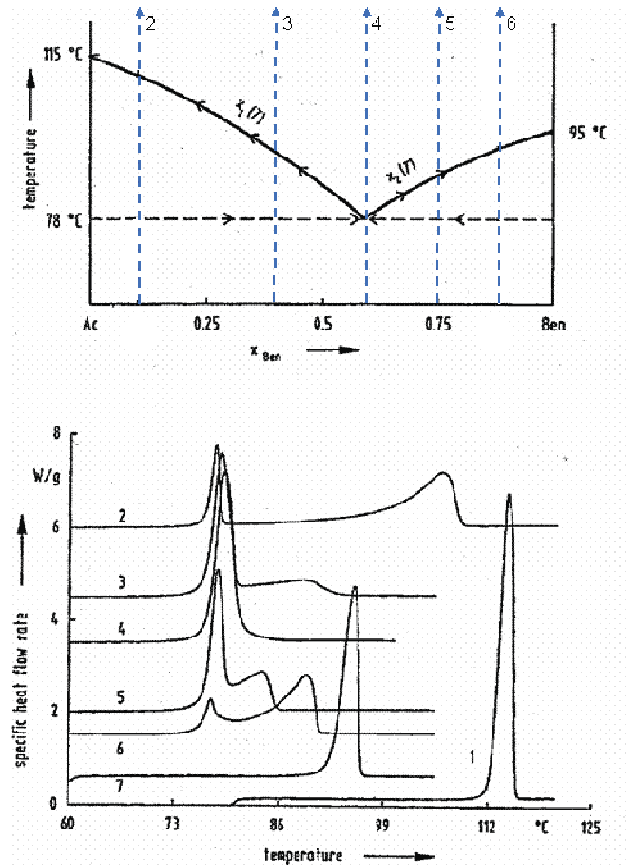 2 3 4 5 6
115 °C
x₁(T)
x₂(T)
95 °C
temperature
78 °C
Ac 0.25 0.5 0.75 Ben
x Ben
8
W/g
6
2
3
4
4
5
2
6
7
1
0
60 73 86 99 112 °C 125
specific heat flow rate
temperature